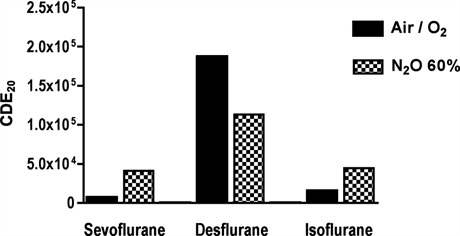 2.5x10⁵
2.0x10⁵
1.5x10⁵
1.0x10⁵
5.0x10⁴
0
CDE₂₀
Air / O₂
N₂O 60%
Sevoflurane Desflurane Isoflurane